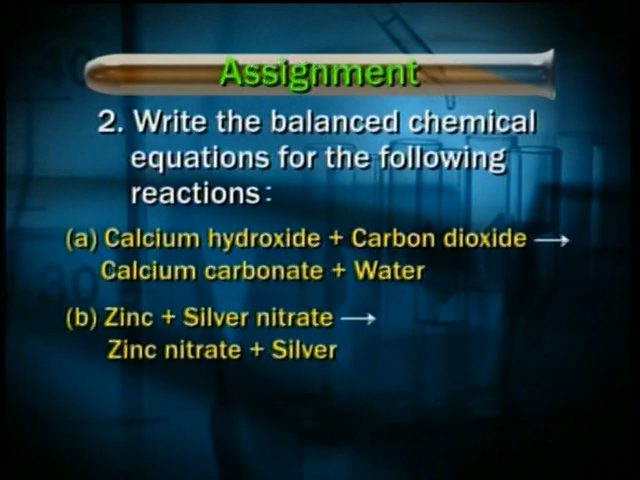 Assignment
2. Write the balanced chemical
equations for the following
reactions:
(a) Calcium hydroxide + Carbon dioxide →
Calcium carbonate + Water
(b) Zinc + Silver nitrate →
Zinc nitrate + Silver